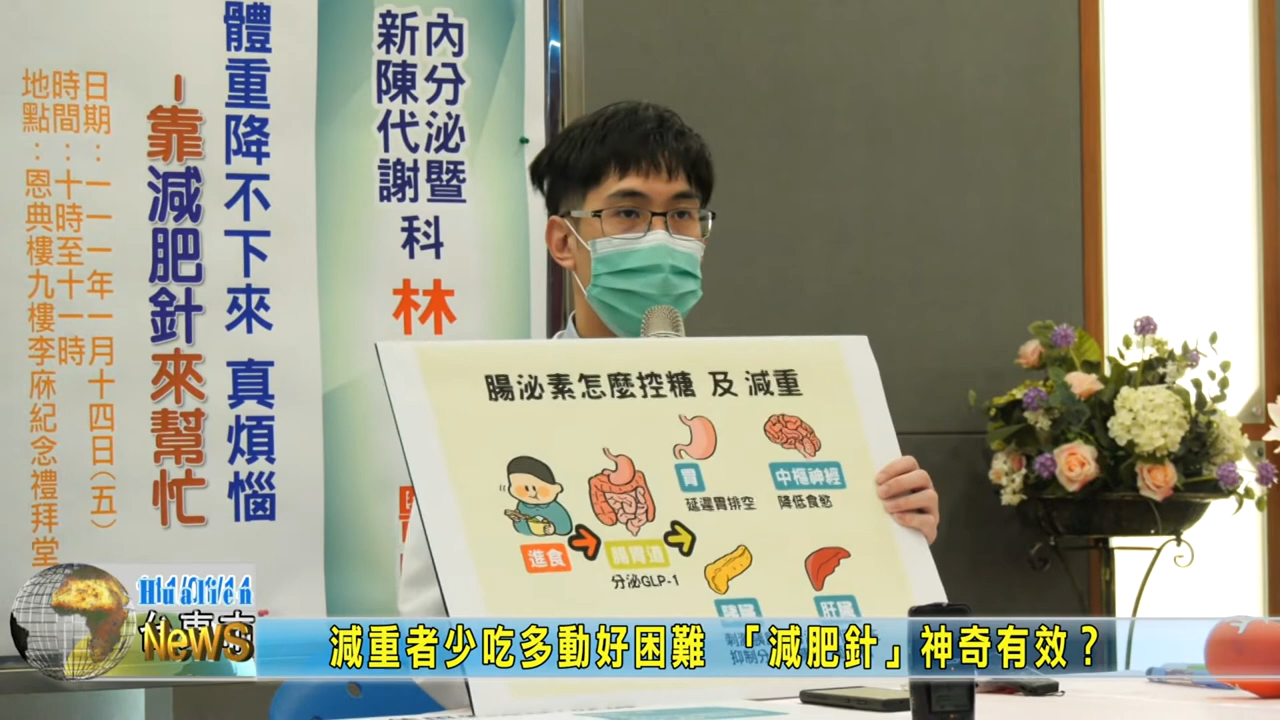 內分泌暨
新陳代謝
科 林
體重降不下來 真煩惱
-靠減肥針來幫忙
日期：一一一年一月十四日(五)
時間：十時至十一時
地點：恩典樓九樓李庥紀念禮拜堂
腸泌素怎麼控糖 及 減重
胃
延遲胃排空
中樞神經
降低食慾
進食
腸胃道
分泌GLP-1
胰臟
肝臟
Hualien
News
減重者少吃多動好困難 「減肥針」神奇有效？